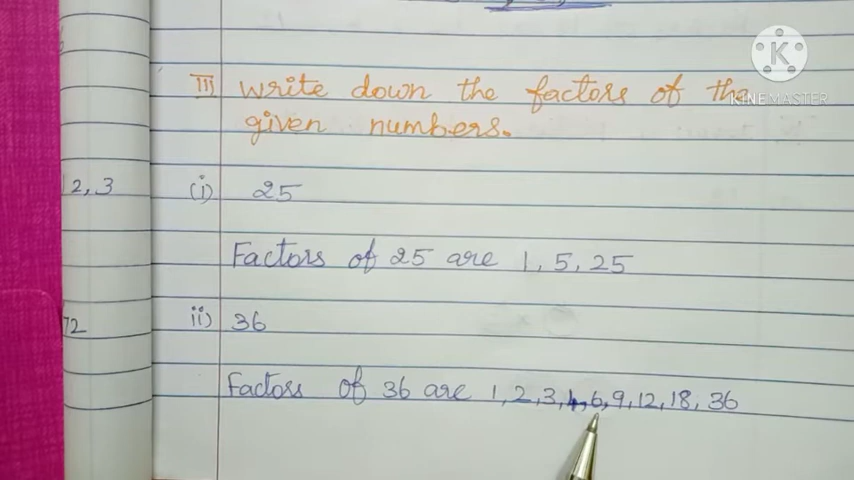 K
KINEMASTER
III) Write down the factors of the
given numbers.
2, 3
(i) 25
Factors of 25 are 1, 5, 25
72
ii) 36
Factors of 36 are 1, 2, 3, 4, 6, 9, 12, 18, 36